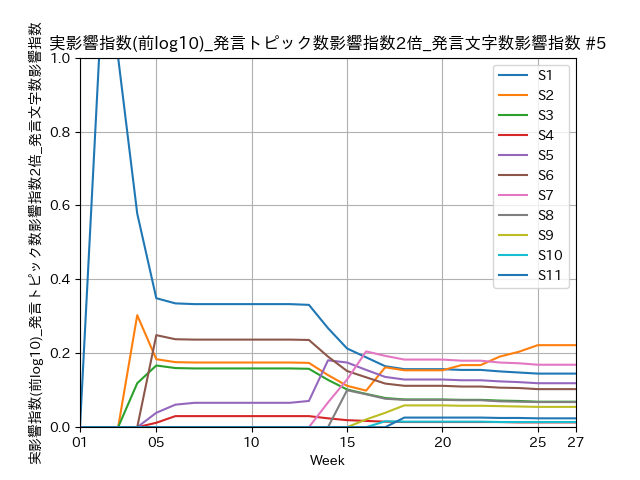 実影響指数(前log10)_発言トピック数影響指数2倍_発言文字数影響指数 #5
実影響指数(前log10)_発言トピック数影響指数2倍_発言文字数影響指数
1.0
0.8
0.6
0.4
0.2
0.0
01
05
10
15
20
25
27
Week
S1
S2
S3
S4
S5
S6
S7
S8
S9
S10
S11